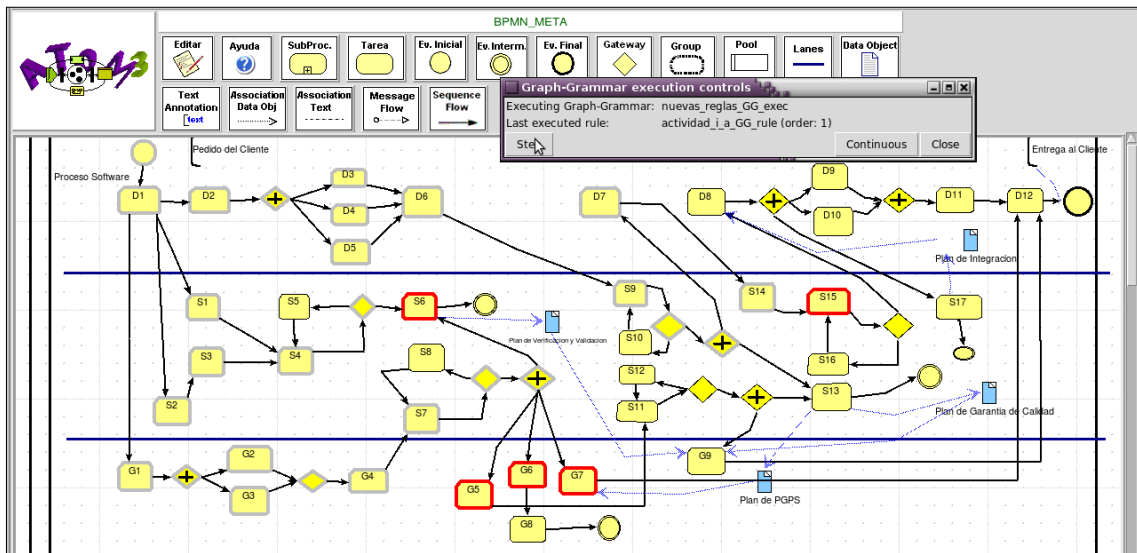 BPMN_META
ATOM3
Editar
Ayuda
SubProc.
Tarea
Ev. Inicial
Ev. Interm.
Ev. Final
Gateway
Group
Pool
Lanes
Data Object
Text
Annotation
[text
Association
Data Obj
Association
Text
Message
Flow
Sequence
Flow
Graph-Grammar execution controls
Executing Graph-Grammar: nuevas_reglas_GG_exec
Last executed rule: actividad_i_a_GG_rule (order: 1)
Step
Continuous
Close
Pedido del Cliente
Entrega al Cliente
Proceso Software
D1
D2
D3
D4
D5
D6
D7
D8
D9
D10
D11
D12
Plan de Integracion
S1
S2
S3
S4
S5
S6
Plan de Verificacion y Validacion
S7
S8
S9
S10
S11
S12
S13
S14
S15
S16
S17
Plan de Garantia de Calidad
G1
G2
G3
G4
G5
G6
G7
G8
G9
Plan de PGPS